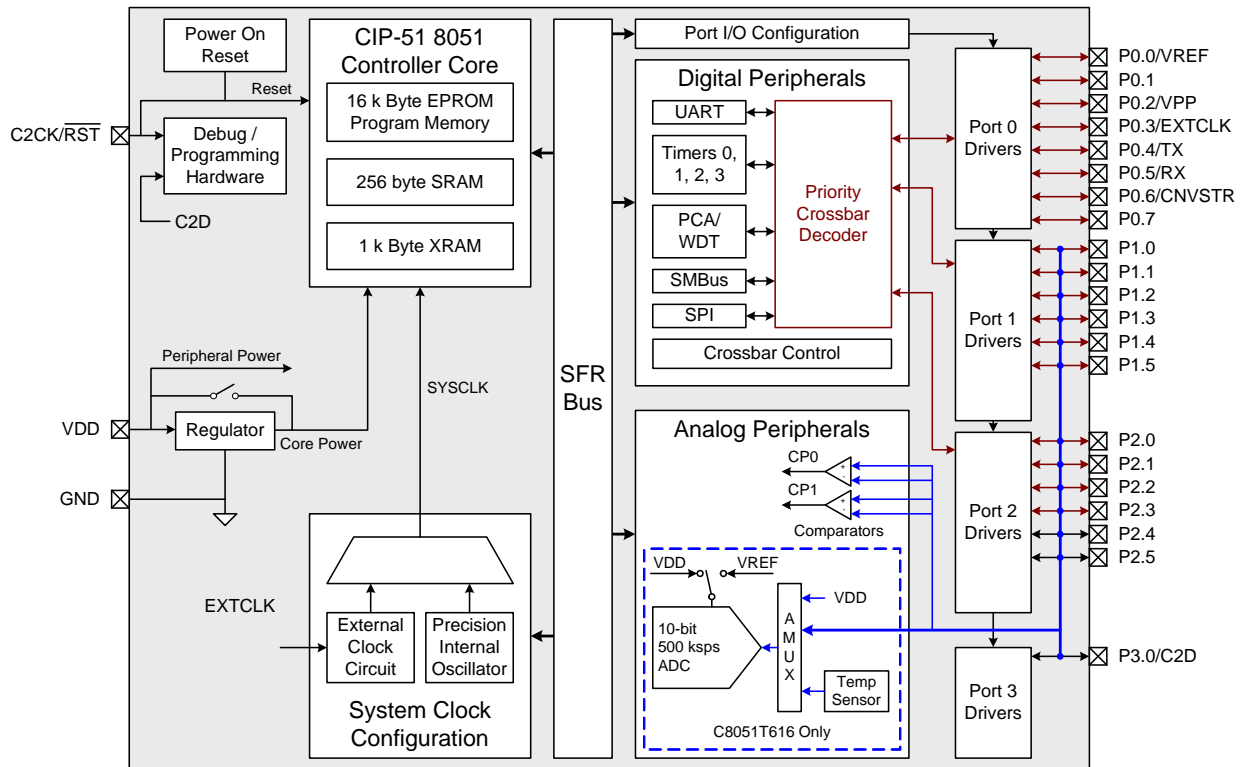 Power On
Reset
Reset
C2CK/RST
Debug /
Programming
Hardware
C2D
CIP-51 8051
Controller Core
16 k Byte EPROM
Program Memory
256 byte SRAM
1 k Byte XRAM
Peripheral Power
VDD
Regulator
Core Power
GND
SYSCLK
EXTCLK
External
Clock
Circuit
Precision
Internal
Oscillator
System Clock
Configuration
SFR
Bus
Port I/O Configuration
Digital Peripherals
UART
Timers 0,
1, 2, 3
PCA/
WDT
SMBus
SPI
Priority
Crossbar
Decoder
Crossbar Control
Analog Peripherals
CP0
+
-
CP1
+
-
Comparators
VDD
VREF
10-bit
500 ksps
ADC
A
M
U
X
VDD
Temp
Sensor
C8051T616 Only
Port 0
Drivers
Port 1
Drivers
Port 2
Drivers
Port 3
Drivers
P0.0/VREF
P0.1
P0.2/VPP
P0.3/EXTCLK
P0.4/TX
P0.5/RX
P0.6/CNVSTR
P0.7
P1.0
P1.1
P1.2
P1.3
P1.4
P1.5
P2.0
P2.1
P2.2
P2.3
P2.4
P2.5
P3.0/C2D